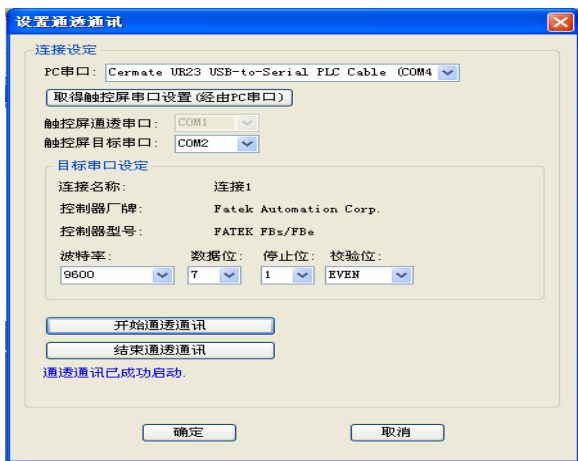 设置通透通讯
连接设定
PC串口: Cermate UR23 USB-to-Serial PLC Cable (COM4
取得触控屏串口设置(经由PC串口)
触控屏通透串口: COM1
触控屏目标串口: COM2
目标串口设定
连接名称: 连接1
控制器厂牌: Fatek Automation Corp.
控制器型号: FATEK FBs/FBe
波特率: 数据位: 停止位: 校验位:
9600 7 1 EVEN
开始通透通讯
结束通透通讯
通透通讯已成功启动.
确定 取消